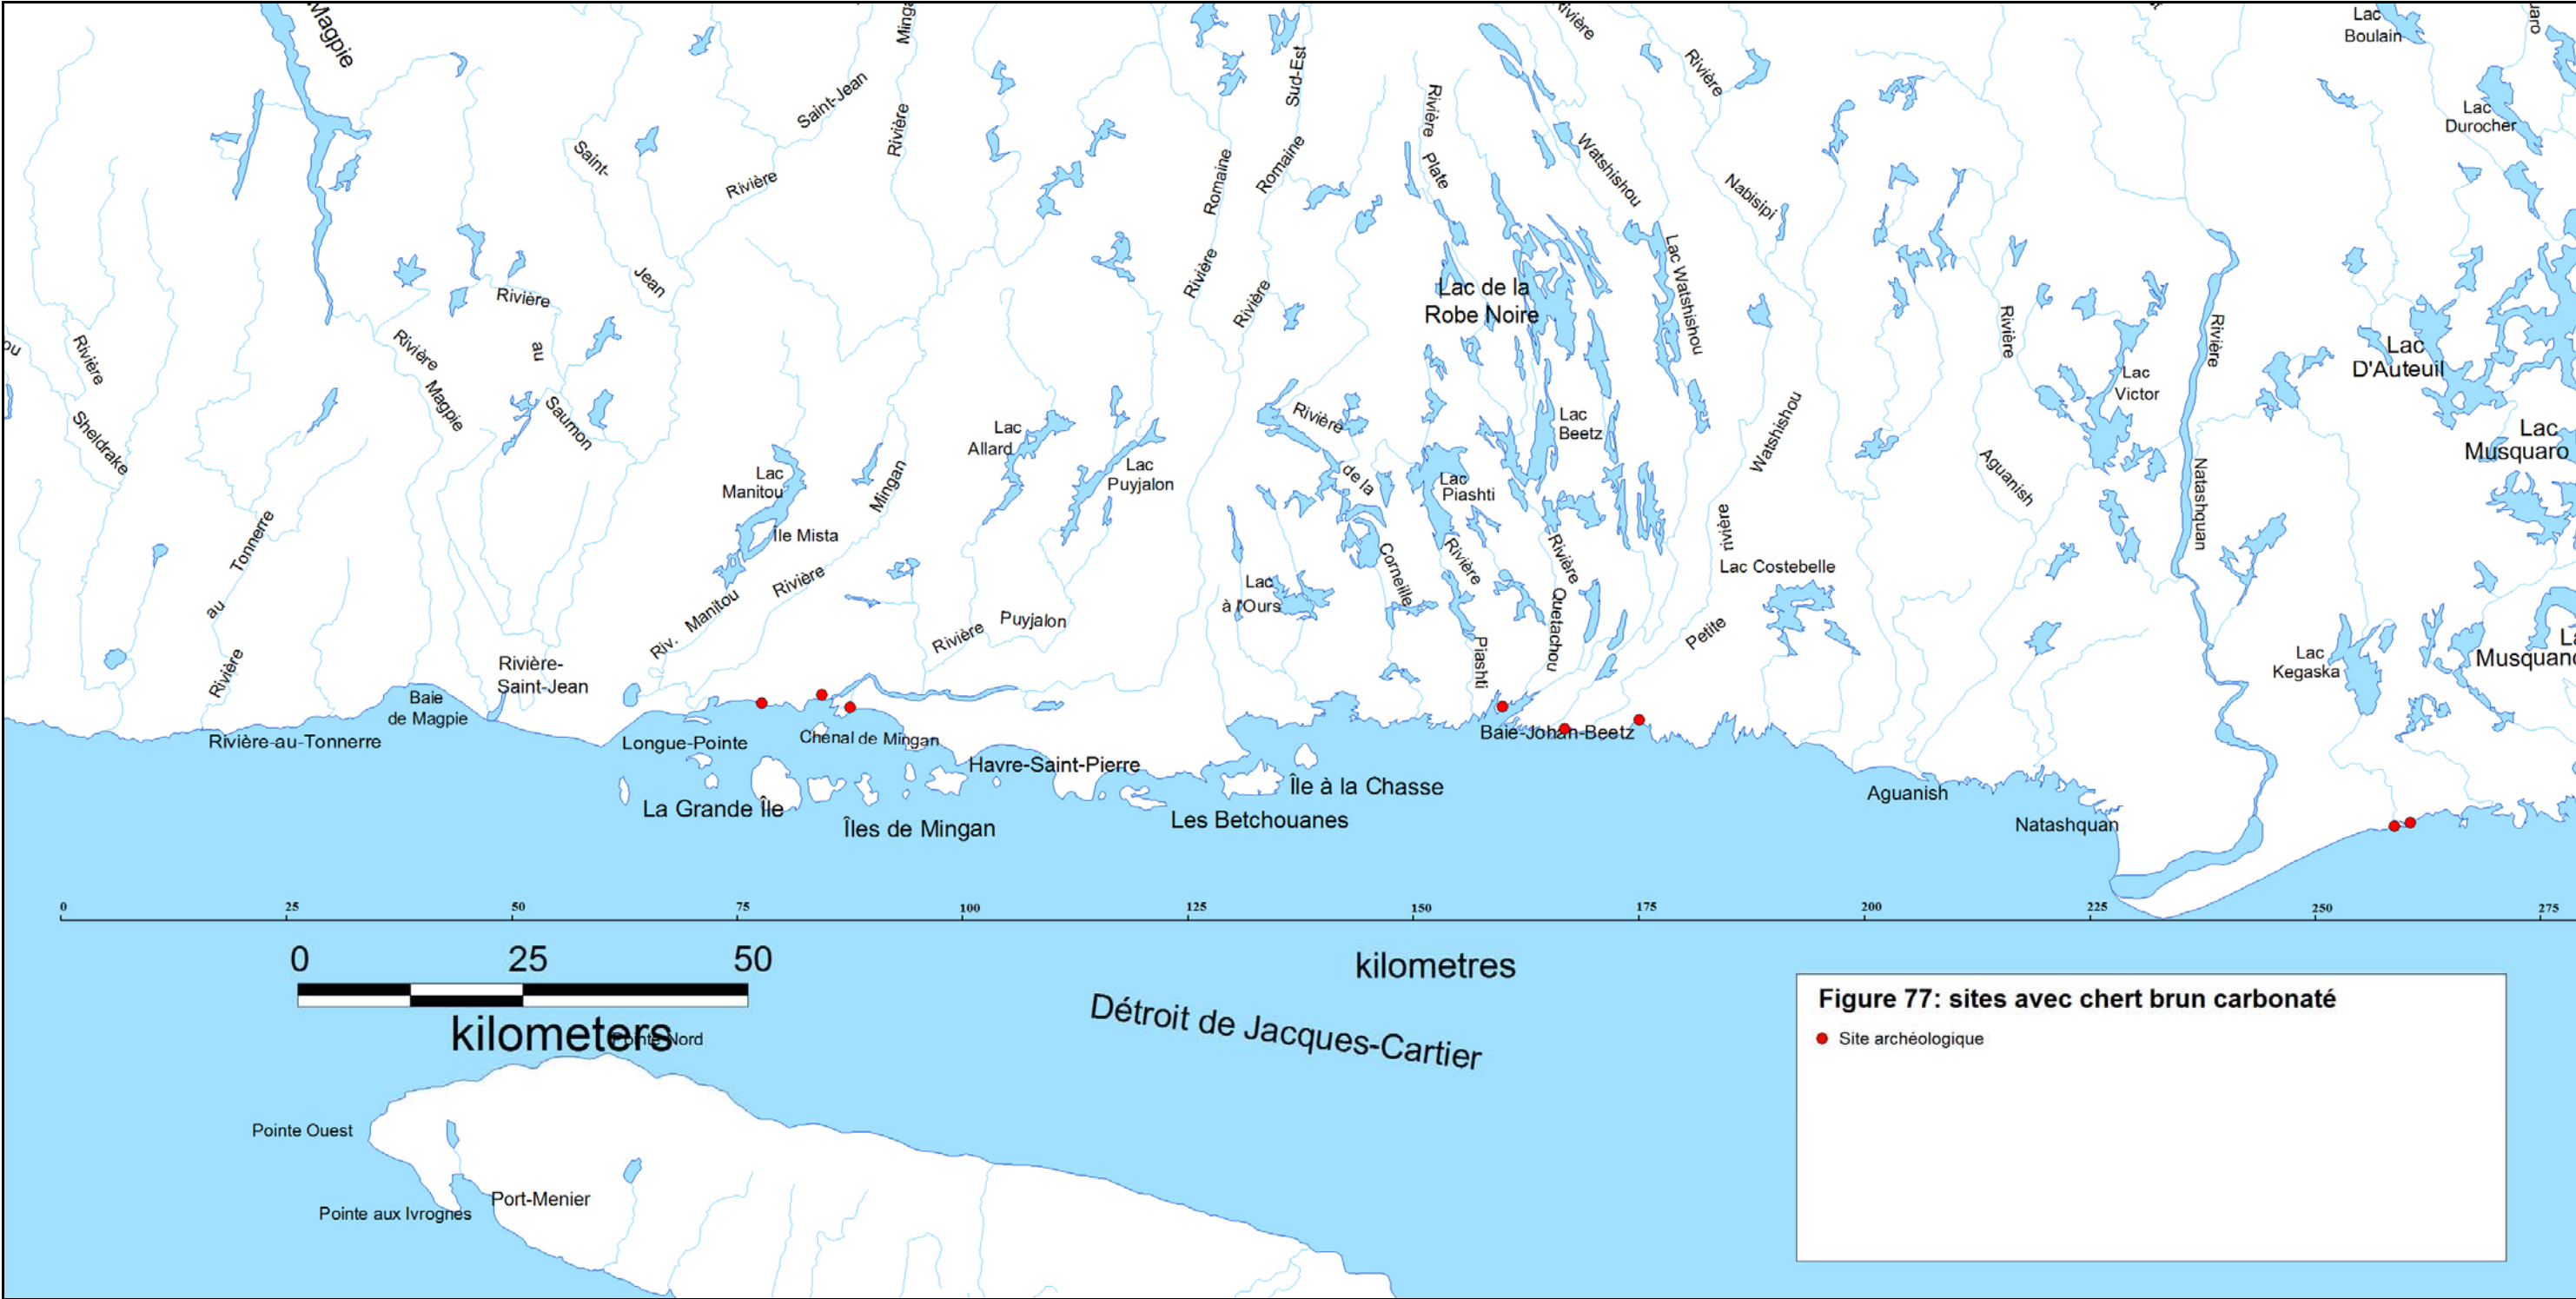 Magpie
Minga
Rivière
Saint-Jean
Rivière
Saint-
Jean
Rivière
Sud-Est
Romaine
Rivière
Romaine
Rivière
Rivière
Plate
Rivière
Watshishou
Rivière
Nabisipi
Lac
Boulain
Lac
Durocher
Lac de la
Robe Noire
Lac Watshishou
ou
Rivière
Sheldrake
Rivière
au
Saumon
Rivière
Magpie
Rivière
Aguanish
Rivière
Natashquan
Lac
Victor
Lac
D'Auteuil
Lac
Musquaro
Lac
Beetz
Rivière
de la
Corneille
Lac
Piashti
Rivière
Piashti
Rivière
Quetachou
Watshishou
rivière
Petite
Lac Costebelle
Lac
Allard
Lac
Puyjalon
Lac
Manitou
Île Mista
Mingan
Rivière
Riv. Manitou
Rivière Puyjalon
Lac
à l'Ours
Tonnerre
au
Rivière
Rivière-
Saint-Jean
Baie
de Magpie
Lac
Kegaska
Musquan
Rivière-au-Tonnerre
Longue-Pointe
Chenal de Mingan
Havre-Saint-Pierre
Baie-Johan-Beetz
La Grande Île
Îles de Mingan
Île à la Chasse
Les Betchouanes
Aguanish
Natashquan
0 25 50 75 100 125 150 175 200 225 250 275
kilometres
0 25 50
kilometers
Pointe Nord
Détroit de Jacques-Cartier
Pointe Ouest
Port-Menier
Pointe aux Ivrognes
Figure 77: sites avec chert brun carbonaté
Site archéologique